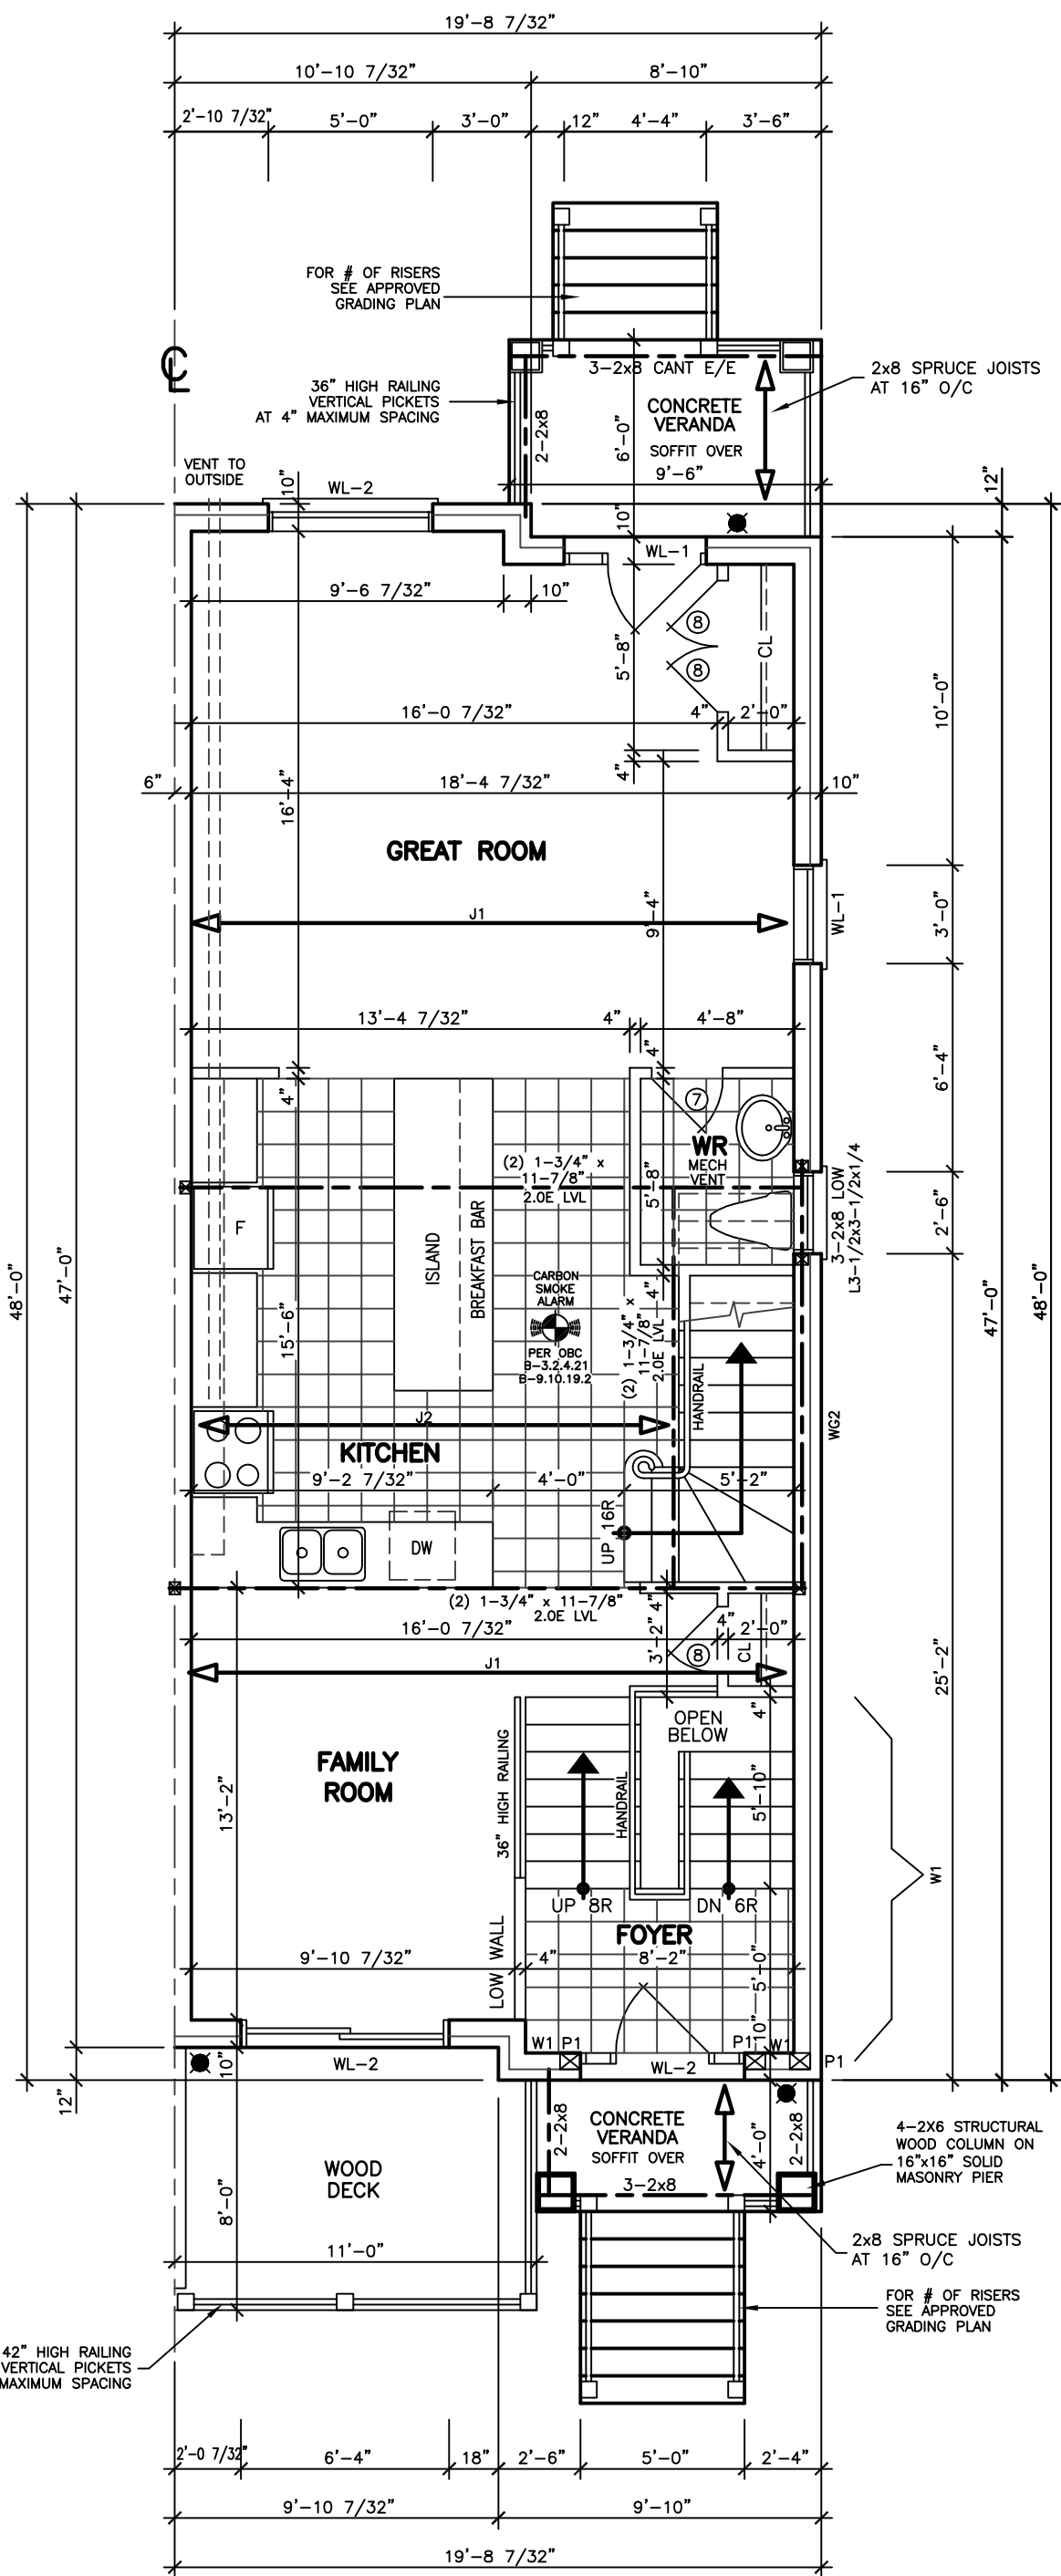 19'-8 7/32"
10'-10 7/32"
8'-10"
2'-10 7/32"
5'-0"
3'-0"
12"
4'-4"
3'-6"
FOR # OF RISERS
SEE APPROVED
GRADING PLAN
CL
36" HIGH RAILING
VERTICAL PICKETS
AT 4" MAXIMUM SPACING
3-2x8 CANT E/E
2x8 SPRUCE JOISTS
AT 16" O/C
CONCRETE
VERANDA
SOFFIT OVER
2-2x8
6'-0"
9'-6"
VENT TO
OUTSIDE
10"
WL-2
12"
10"
WL-1
9'-6 7/32"
10"
8
8
CL
5'-8"
10'-0"
16'-0 7/32"
4"
2'-0"
4"
6"
18'-4 7/32"
10"
16'-4"
GREAT ROOM
J1
9'-4"
WL-1
3'-0"
13'-4 7/32"
4"
4'-8"
4"
4"
6'-4"
7
WR
MECH
VENT
(2) 1-3/4" x
11-7/8"
2.0E LVL
5'-8"
F
ISLAND
BREAKFAST BAR
3-2x8 LOW
L3-1/2x3-1/2x1/4
2'-6"
48'-0"
47'-0"
47'-0"
48'-0"
CARBON
SMOKE
ALARM
PER OBC
B-3.2.4.21
B-9.10.19.2
4"
(2) 1-3/4" x
11-7/8"
2.0E LVL
15'-6"
HANDRAIL
WG2
J2
KITCHEN
9'-2 7/32"
4'-0"
5'-2"
UP 16R
DW
(2) 1-3/4" x 11-7/8"
2.0E LVL
4"
16'-0 7/32"
3'-2"
4"
2'-0"
8
CL
J1
25'-2"
4"
OPEN
BELOW
FAMILY
ROOM
13'-2"
36" HIGH RAILING
HANDRAIL
5'-10"
W1
UP 8R
DN 6R
FOYER
9'-10 7/32"
LOW WALL
4"
8'-2"
5'-0"
10"
W1 P1
P1
W1
P1
WL-2
WL-2
10"
12"
2-2x8
CONCRETE
VERANDA
SOFFIT OVER
3-2x8
4'-0"
2-2x8
4-2X6 STRUCTURAL
WOOD COLUMN ON
16"x16" SOLID
MASONRY PIER
WOOD
DECK
8'-0"
11'-0"
2x8 SPRUCE JOISTS
AT 16" O/C
FOR # OF RISERS
SEE APPROVED
GRADING PLAN
42" HIGH RAILING
VERTICAL PICKETS
MAXIMUM SPACING
2'-0 7/32"
6'-4"
18"
2'-6"
5'-0"
2'-4"
9'-10 7/32"
9'-10"
19'-8 7/32"